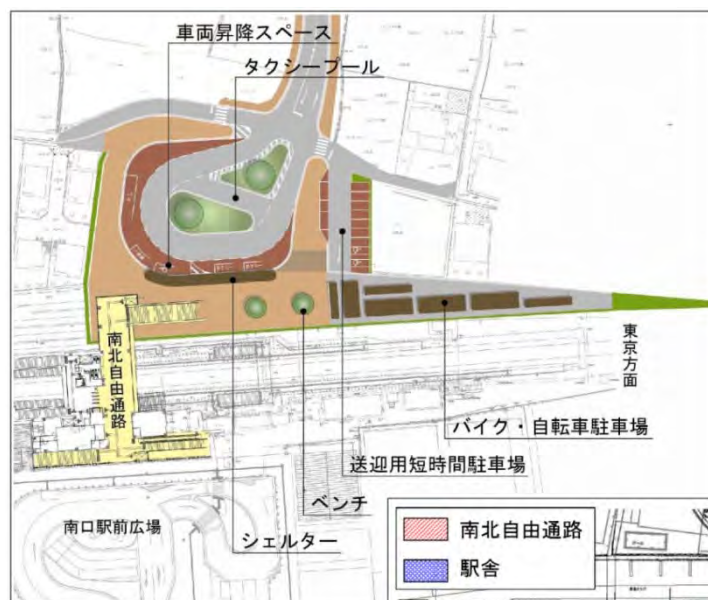 車両昇降スペース
タクシープール
南北自由通路
東京方面
バイク・自転車駐車場
送迎用短時間駐車場
ベンチ
シェルター
南口駅前広場
南北自由通路
駅舎